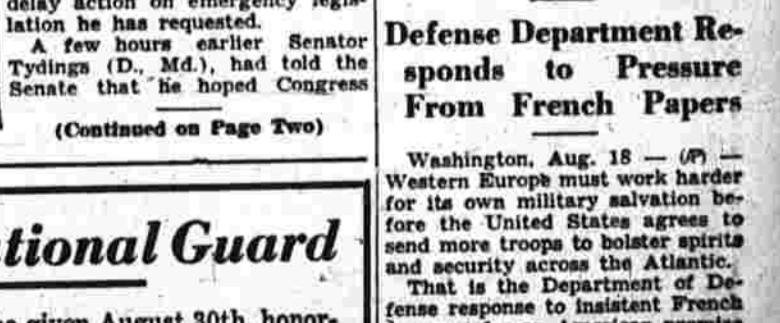 delay action on emergency legis-
lation he has requested.
A few hours earlier Senator
Tydings (D., Md.), had told the
Senate that he hoped Congress
(Continued on Page Two)
tional Guard
given August 30th, honor-
Defense Department Re-
sponds to Pressure
From French Papers
Washington, Aug. 18 — (AP) —
Western Europe must work harder
for its own military salvation be-
fore the United States agrees to
send more troops to bolster spirits
and security across the Atlantic.
That is the Department of De-
fense response to insistent French